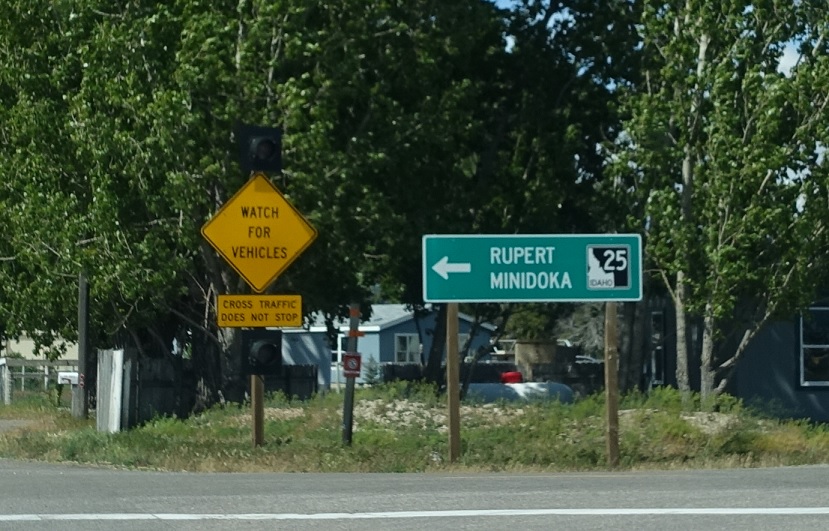 WATCH
FOR
VEHICLES
CROSS TRAFFIC
DOES NOT STOP
RUPERT
MINIDOKA
25
IDAHO